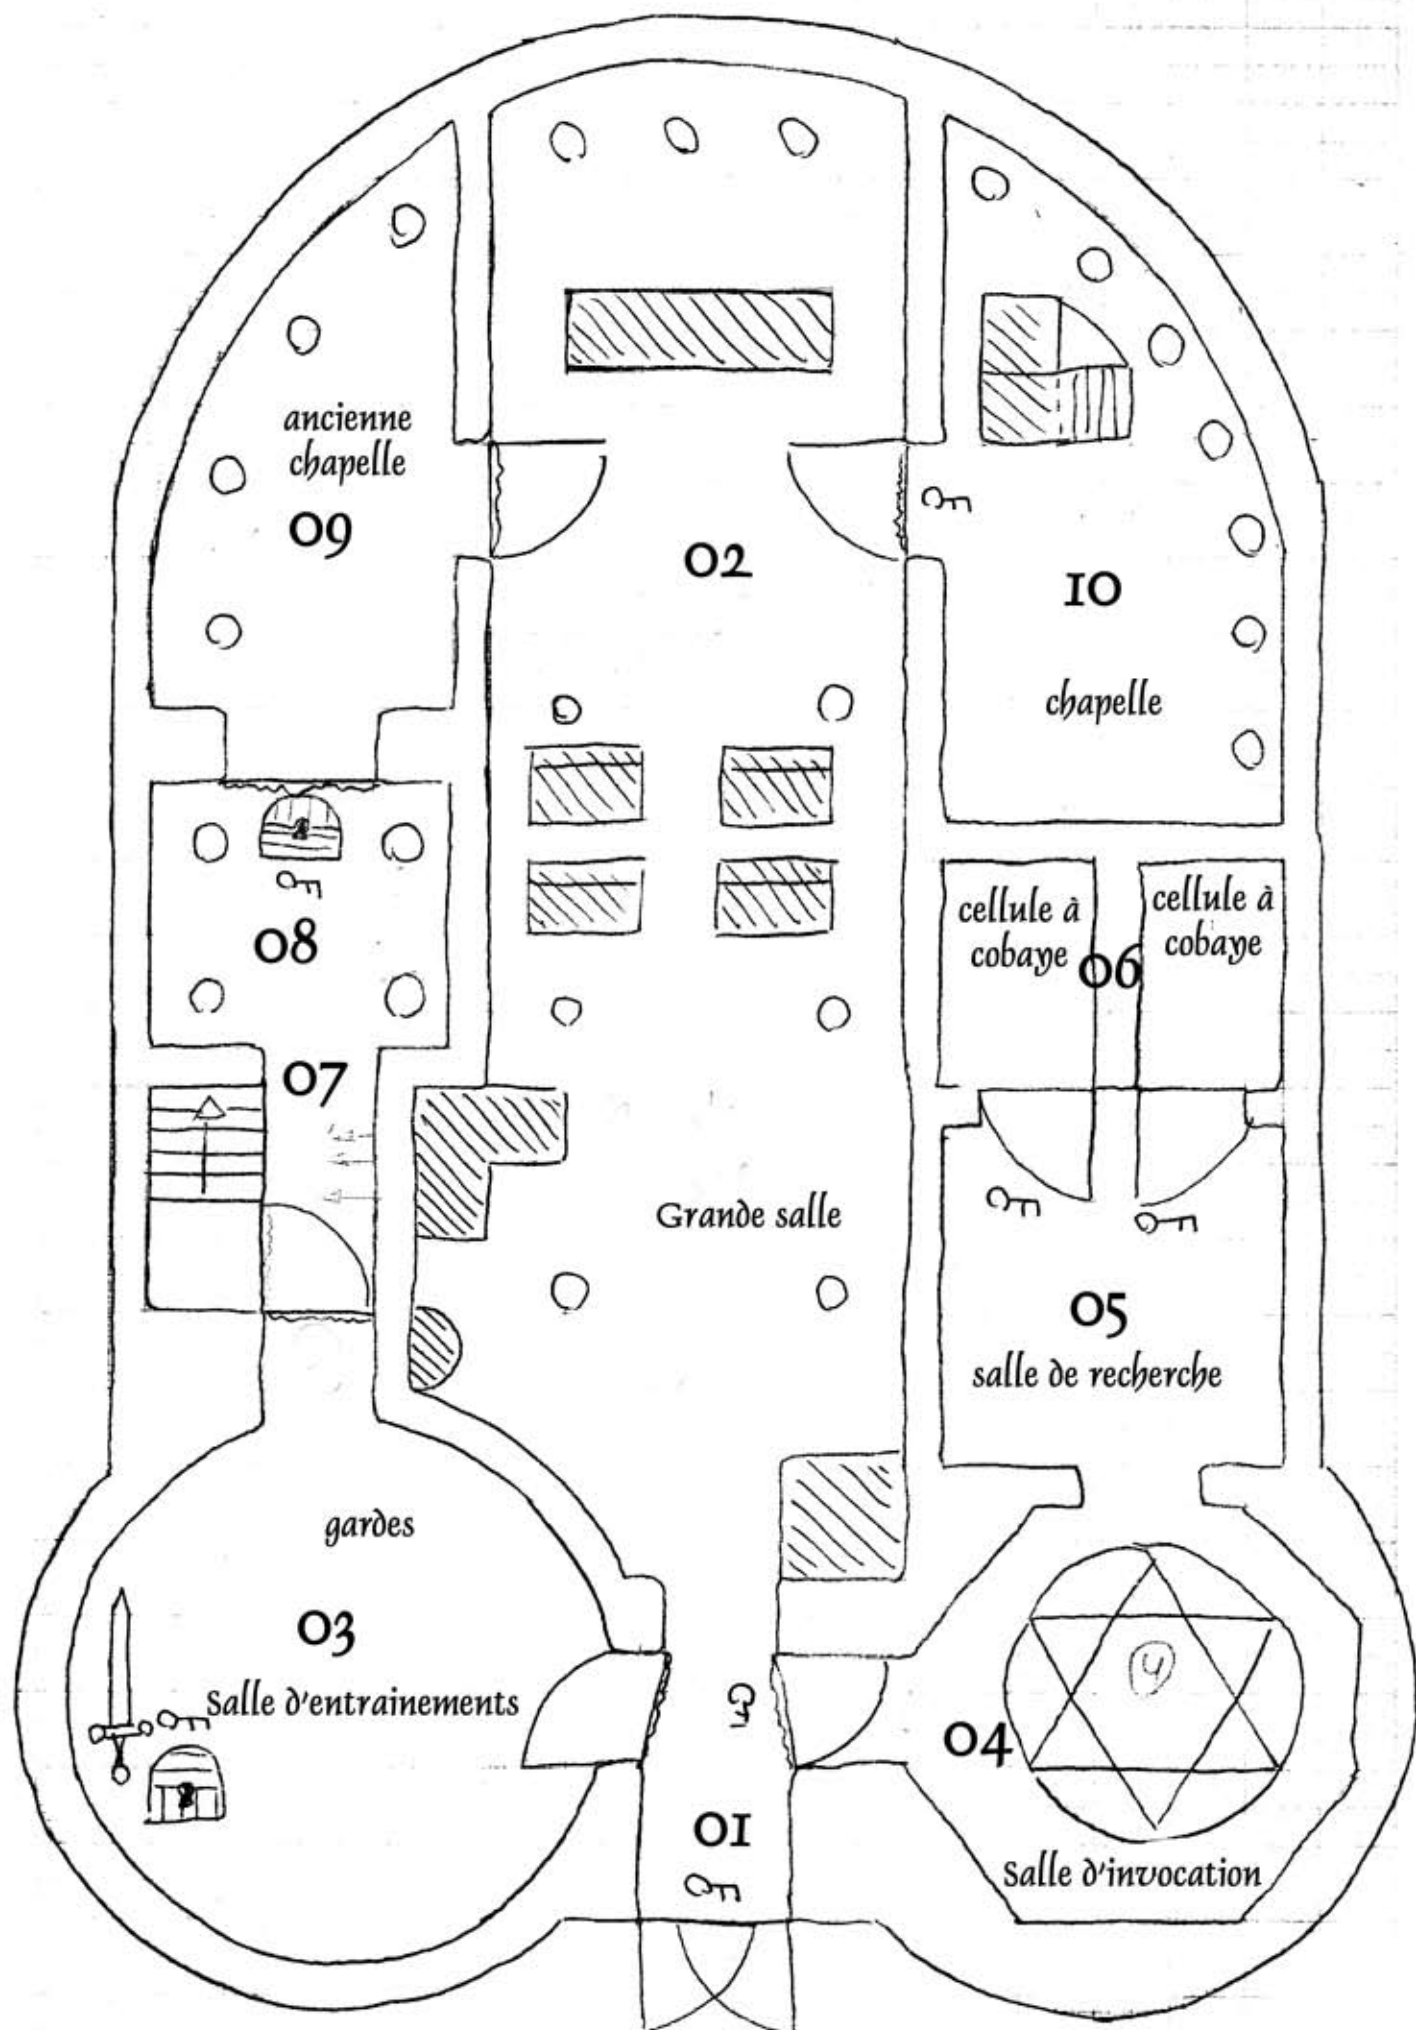 ancienne
chapelle
09
02
10
chapelle
cellule à
cobaye
cellule à
cobaye
06
08
07
Grande salle
05
salle de recherche
gardes
03
Salle d'entrainements
04
Salle d'invocation
01